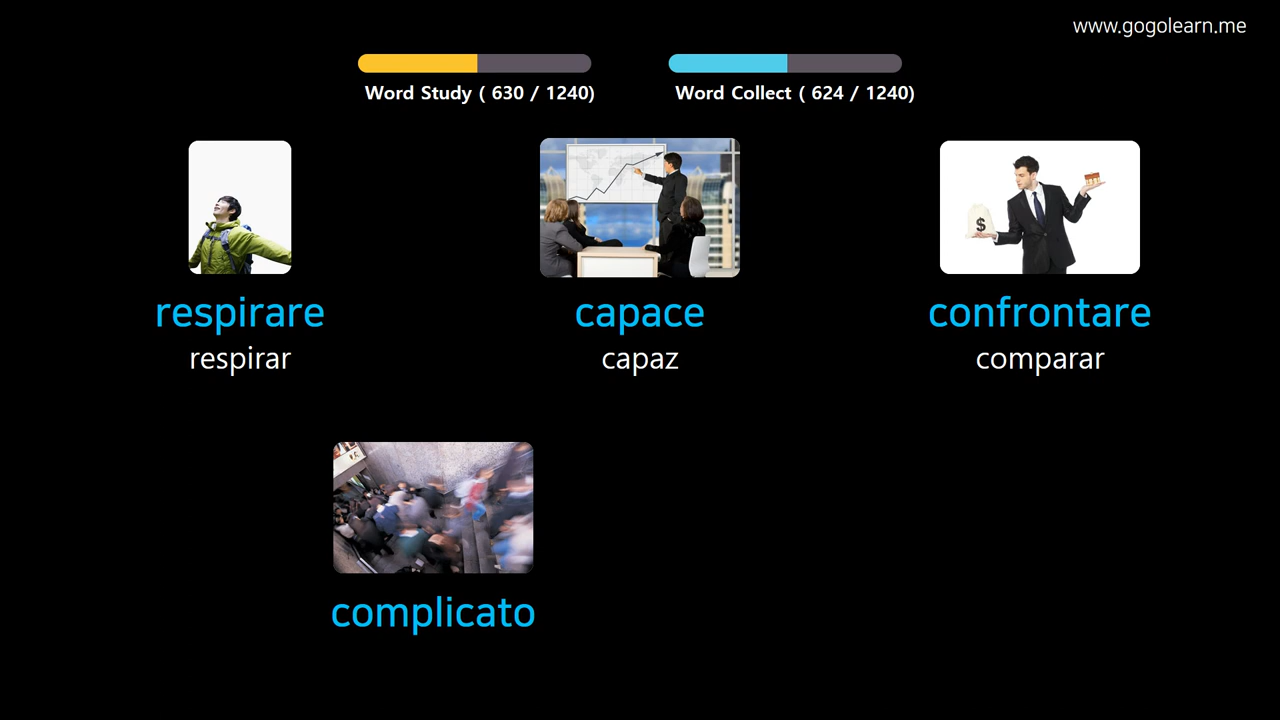 www.gogolearn.me
Word Study ( 630 / 1240)
Word Collect ( 624 / 1240)
respirare
respirar
capace
capaz
confrontare
comparar
complicato